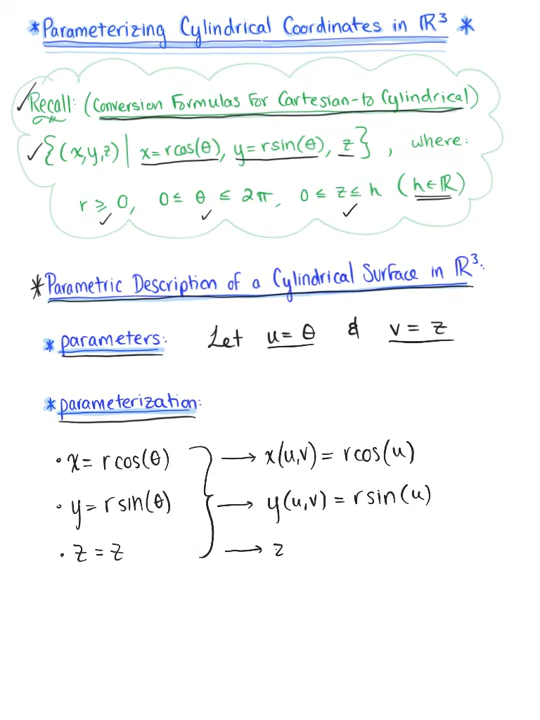 *Parameterizing Cylindrical Coordinates in ℝ³ *
✓Recall: (Conversion Formulas For Cartesian-to Cylindrical)
✓{(x,y,z) | x=rcos(θ), y=rsin(θ), z}, where:
r ≥ 0, 0 ≤ θ ≤ 2π, 0 ≤ z ≤ h (h∈ℝ)
✓ ✓ ✓
*Parametric Description of a Cylindrical Surface in ℝ³:
*parameters: Let u= θ & v= z
*parameterization:
• x= rcos(θ) } → x(u,v) = rcos(u)
• y= rsin(θ) → y(u,v) = rsin(u)
• z = z → z